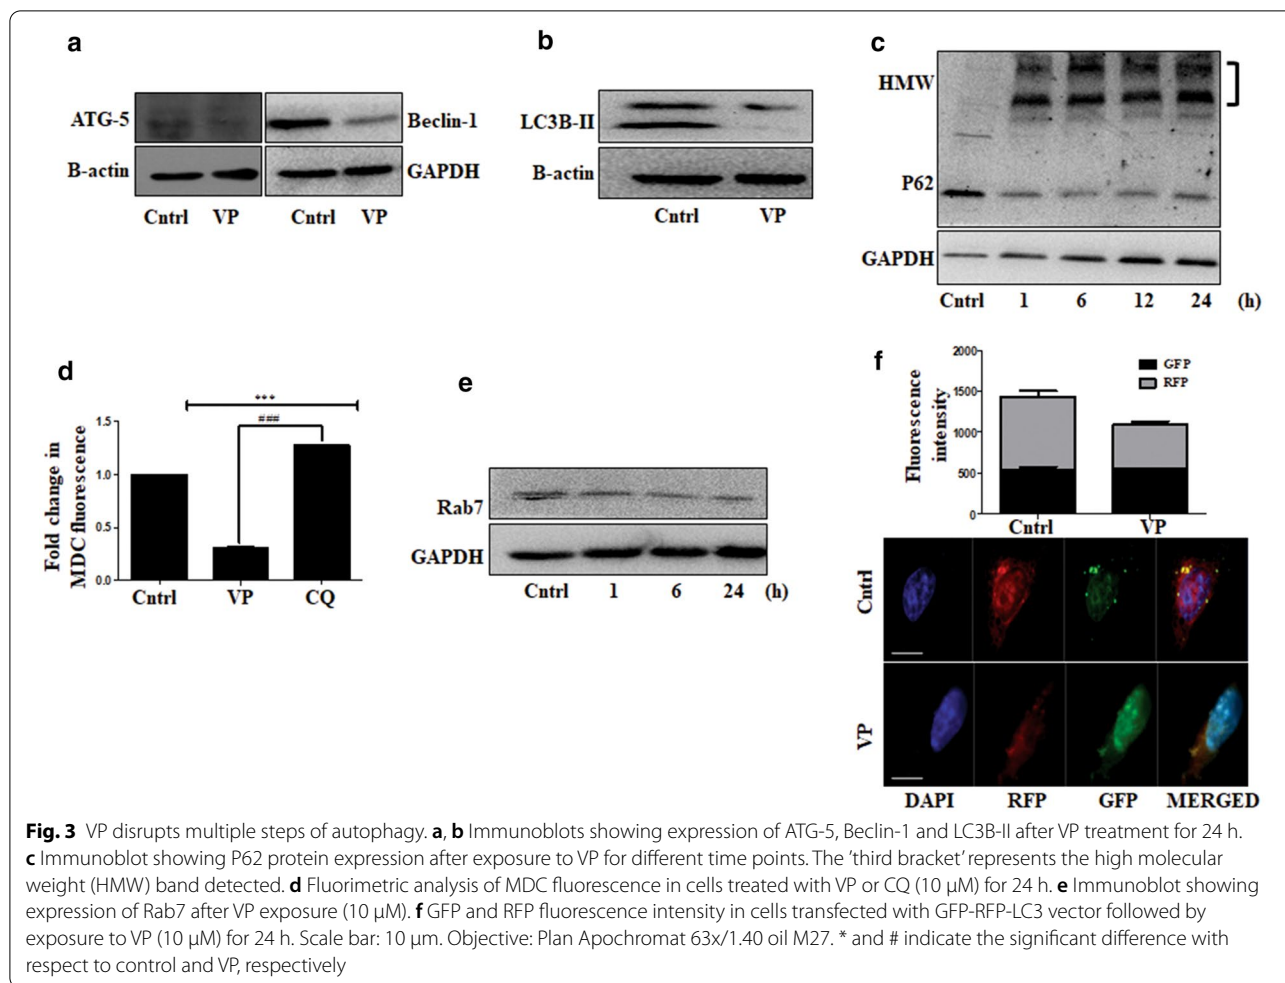 a
ATG-5
Beclin-1
B-actin
GAPDH
Cntrl VP Cntrl VP
b
LC3B-II
B-actin
Cntrl VP
c
HMW
P62
GAPDH
Cntrl 1 6 12 24 (h)
d
***
###
Fold change in
MDC fluorescence
1.5
1.0
0.5
0.0
Cntrl VP CQ
e
Rab7
GAPDH
Cntrl 1 6 24 (h)
f
Fluorescence
intensity
2000
1500
1000
500
0
GFP
RFP
Cntrl VP
Cntrl
VP
DAPI RFP GFP MERGED
Fig. 3 VP disrupts multiple steps of autophagy. a, b Immunoblots showing expression of ATG-5, Beclin-1 and LC3B-II after VP treatment for 24 h.
c Immunoblot showing P62 protein expression after exposure to VP for different time points. The ‘third bracket’ represents the high molecular
weight (HMW) band detected. d Fluorimetric analysis of MDC fluorescence in cells treated with VP or CQ (10 μM) for 24 h. e Immunoblot showing
expression of Rab7 after VP exposure (10 μM). f GFP and RFP fluorescence intensity in cells transfected with GFP-RFP-LC3 vector followed by
exposure to VP (10 μM) for 24 h. Scale bar: 10 μm. Objective: Plan Apochromat 63x/1.40 oil M27. * and # indicate the significant difference with
respect to control and VP, respectively